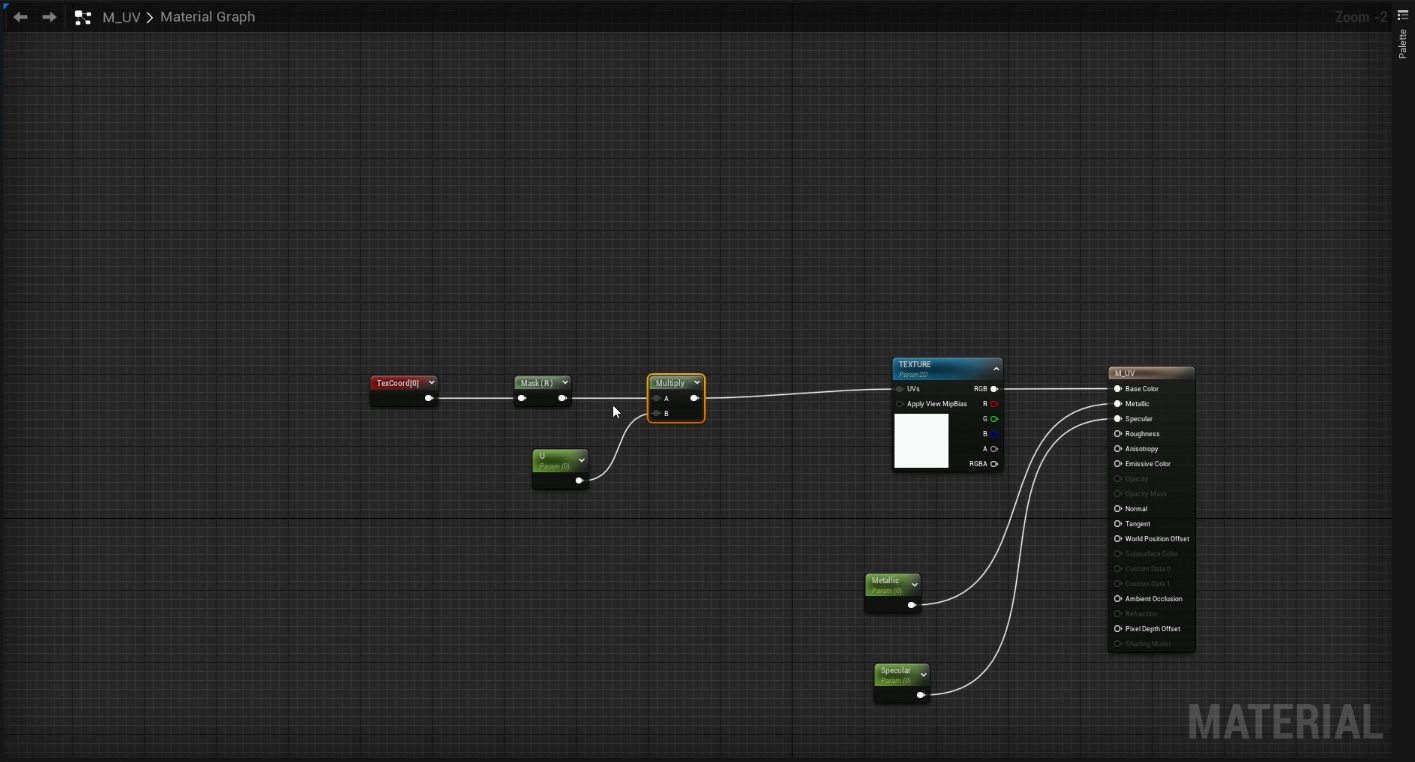 M_UV > Material Graph
Zoom -2
Palette
TexCoord[0]
Mask ( R )
Multiply
A
B
U
Param (0)
TEXTURE
Param2D
UVs
RGB
Apply View MipBias
R
G
B
A
RGBA
M_UV
Base Color
Metallic
Specular
Roughness
Anisotropy
Emissive Color
Opacity
Opacity Mask
Normal
Tangent
World Position Offset
Subsurface Color
Custom Data 0
Custom Data 1
Ambient Occlusion
Refraction
Pixel Depth Offset
Shading Model
Metallic
Param (0)
Specular
Param (0)
MATERIAL